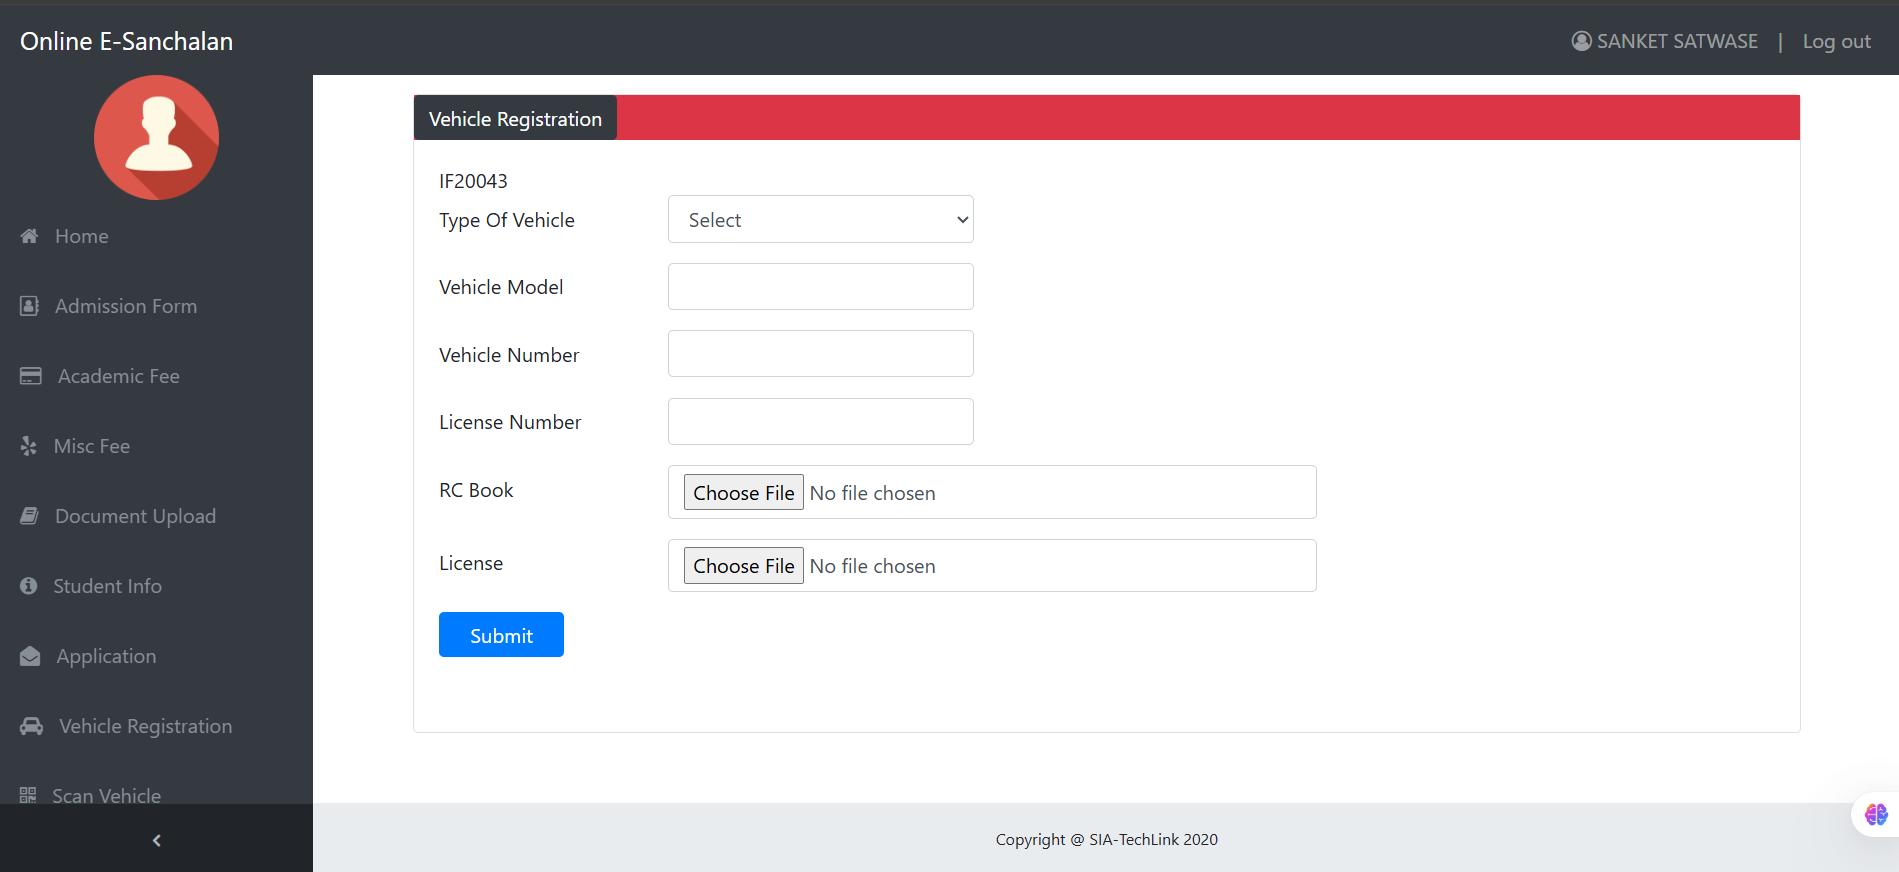 Online E-Sanchalan
SANKET SATWASE | Log out
Home
Admission Form
Academic Fee
Misc Fee
Document Upload
Student Info
Application
Vehicle Registration
Scan Vehicle
Vehicle Registration
IF20043
Type Of Vehicle Select
Vehicle Model
Vehicle Number
License Number
RC Book Choose File No file chosen
License Choose File No file chosen
Submit
Copyright @ SIA-TechLink 2020